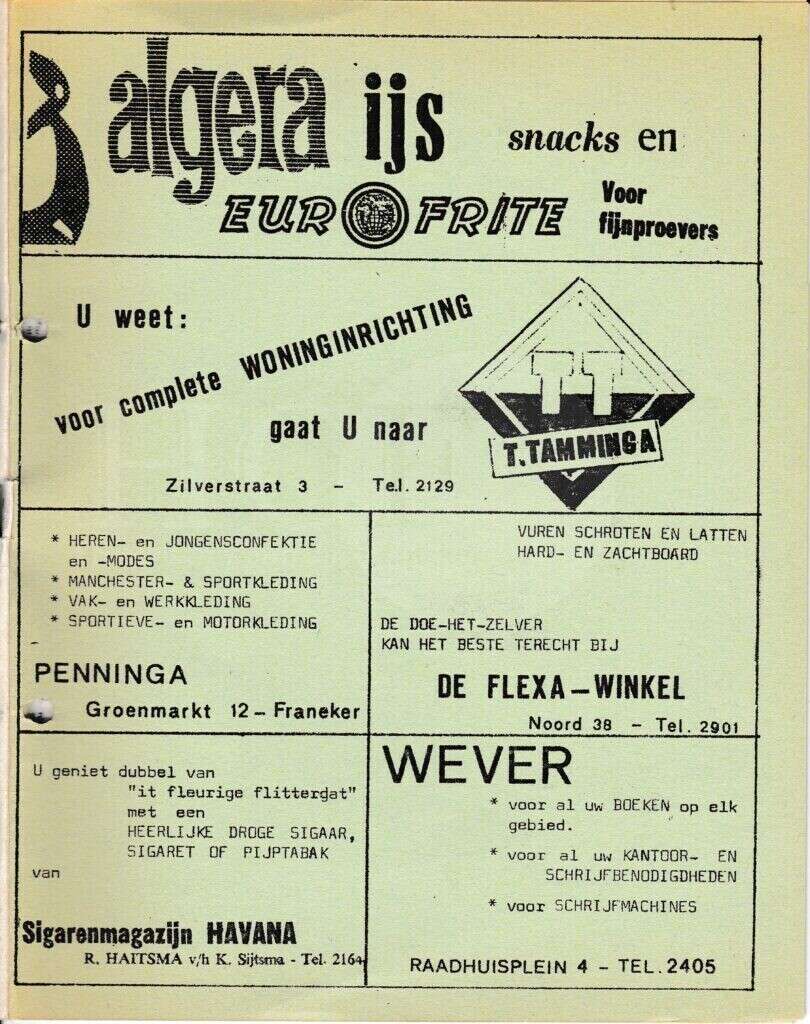 algera ijs snacks en
EUROFRITE Voor
fijnproevers
U weet:
voor complete WONINGINRICHTING
gaat U naar
TT
T. TAMMINGA
Zilverstraat 3 - Tel. 2129
* HEREN- en JONGENSCONFEKTIE
en -MODES
* MANCHESTER- & SPORTKLEDING
* VAK- en WERKKLEDING
* SPORTIEVE- en MOTORKLEDING
PENNINGA
Groenmarkt 12 - Franeker
VUREN SCHROTEN EN LATTEN
HARD- EN ZACHTBOARD
DE DOE-HET-ZELVER
KAN HET BESTE TERECHT BIJ
DE FLEXA-WINKEL
Noord 38 - Tel. 2901
U geniet dubbel van
"it fleurige flitterdat"
met een
HEERLIJKE DROGE SIGAAR,
SIGARET OF PIJPTABAK
van
Sigarenmagazijn HAVANA
R. HAITSMA v/h K. Sijtsma - Tel. 2164
WEVER
* voor al uw BOEKEN op elk
gebied.
* voor al uw KANTOOR- EN
SCHRIJFBENODIGDHEDEN
* voor SCHRIJFMACHINES
RAADHUISPLEIN 4 - TEL. 2405